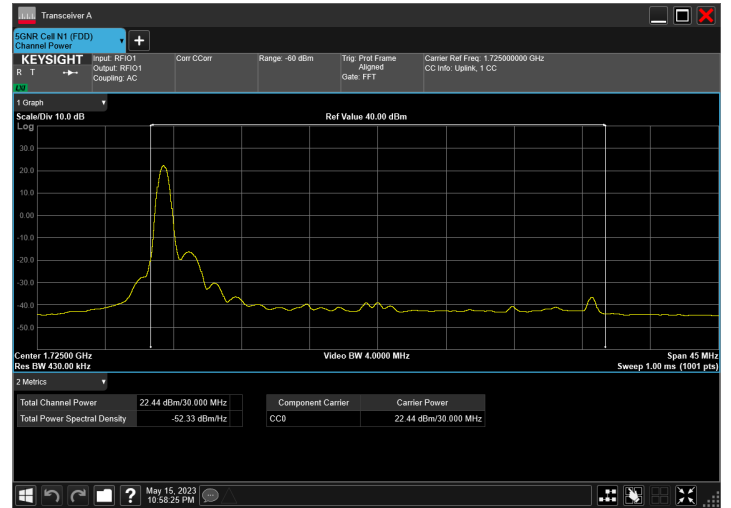 Transceiver A
5GNR Cell N1 (FDD)
Channel Power
KEYSIGHT
R T
LXI
Input: RFIO1
Output: RFIO1
Coupling: AC
Corr CCorr
Range: -60 dBm
Trig: Prot Frame
Aligned
Gate: FFT
Carrier Ref Freq: 1.725000000 GHz
CC Info: Uplink, 1 CC
1 Graph
Scale/Div 10.0 dB
Ref Value 40.00 dBm
Log
30.0
20.0
10.0
0.00
-10.0
-20.0
-30.0
-40.0
-50.0
Center 1.72500 GHz
Video BW 4.0000 MHz
Span 45 MHz
Res BW 430.00 kHz
Sweep 1.00 ms (1001 pts)
2 Metrics
Total Channel Power 22.44 dBm/30.000 MHz
Total Power Spectral Density -52.33 dBm/Hz
Component Carrier Carrier Power
CC0 22.44 dBm/30.000 MHz
?
May 15, 2023
10:58:25 PM